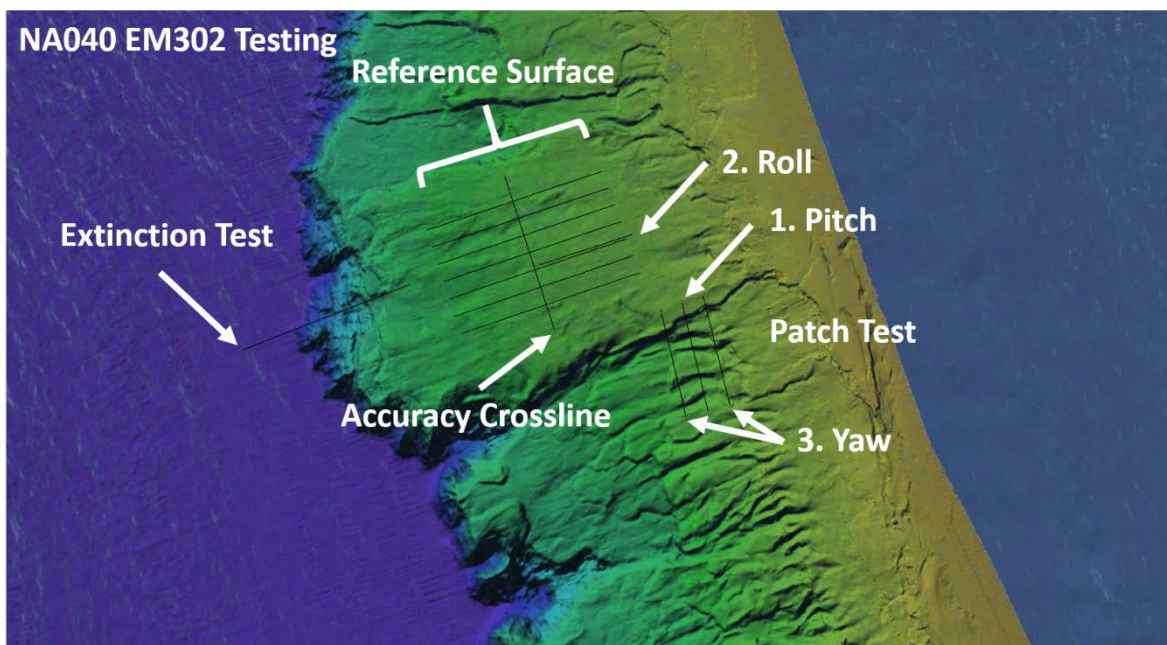 NA040 EM302 Testing
Reference Surface
2. Roll
1. Pitch
Extinction Test
Patch Test
Accuracy Crossline
3. Yaw